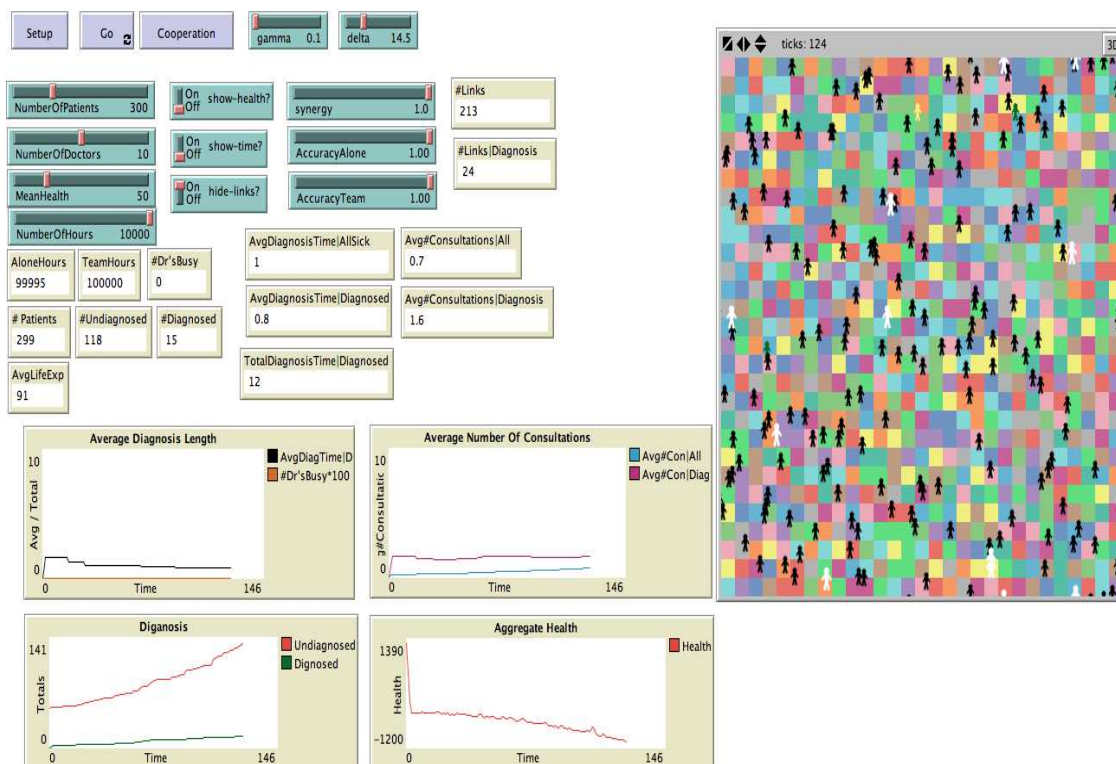 Setup
Go
Cooperation
gamma 0.1
delta 14.5
ticks: 124
3D
NumberOfPatients 300
On
Off
show-health?
synergy 1.0
#Links
213
NumberOfDoctors 10
On
Off
show-time?
AccuracyAlone 1.00
#Links|Diagnosis
24
MeanHealth 50
On
Off
hide-links?
AccuracyTeam 1.00
NumberOfHours 10000
AloneHours
99995
TeamHours
100000
#Dr'sBusy
0
AvgDiagnosisTime|AllSick
1
Avg#Consultations|All
0.7
# Patients
299
#Undiagnosed
118
#Diagnosed
15
AvgDiagnosisTime|Diagnosed
0.8
Avg#Consultations|Diagnosis
1.6
AvgLifeExp
91
TotalDiagnosisTime|Diagnosed
12
Average Diagnosis Length
Avg / Total
10
0
0
Time
146
AvgDiagTime|D
#Dr'sBusy*100
Average Number Of Consultations
g#Consultatic
10
0
0
Time
146
Avg#Con|All
Avg#Con|Diag
Diganosis
Totals
141
0
0
Time
146
Undiagnosed
Dignosed
Aggregate Health
Health
1390
-1200
0
Time
146
Health